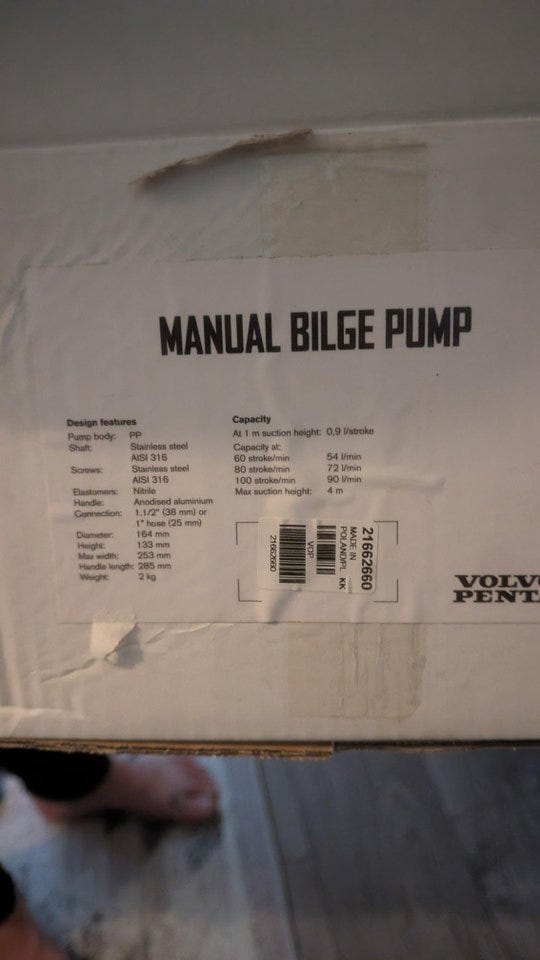 MANUAL BILGE PUMP
Design features
Pump body: PP
Shaft: Stainless steel
AISI 316
Screws: Stainless steel
AISI 316
Elastomers: Nitrile
Handle: Anodised aluminium
Connection: 1.1/2" (38 mm) or
1" hose (25 mm)
Diameter: 164 mm
Height: 133 mm
Max width: 253 mm
Handle length: 285 mm
Weight: 2 kg
Capacity
At 1 m suction height: 0,9 l/stroke
Capacity at:
60 stroke/min 54 l/min
80 stroke/min 72 l/min
100 stroke/min 90 l/min
Max suction height: 4 m
21662660
MADE IN
POLAND/PL KK
VOP
21662660
VOLV
PENT